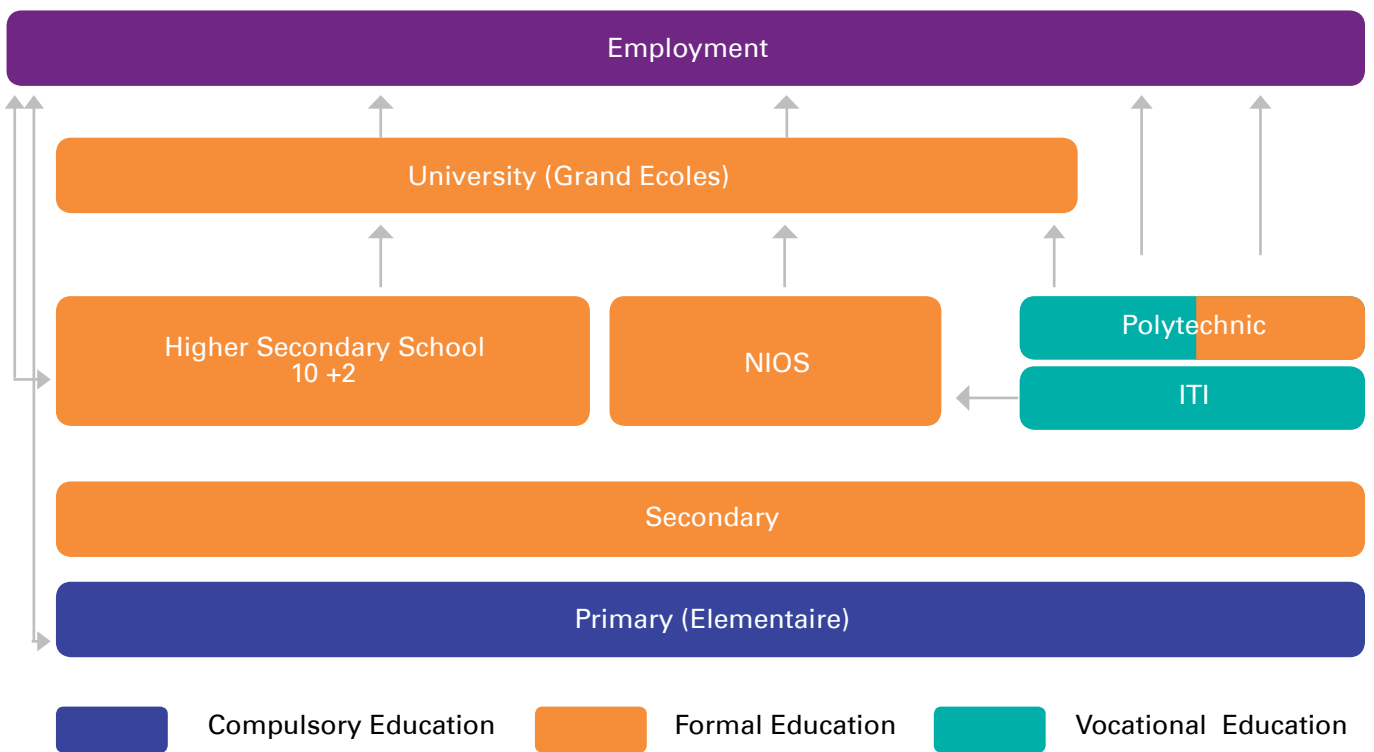 Employment
University (Grand Ecoles)
Higher Secondary School
10 +2
NIOS
Polytechnic
ITI
Secondary
Primary (Elementaire)
Compulsory Education
Formal Education
Vocational Education